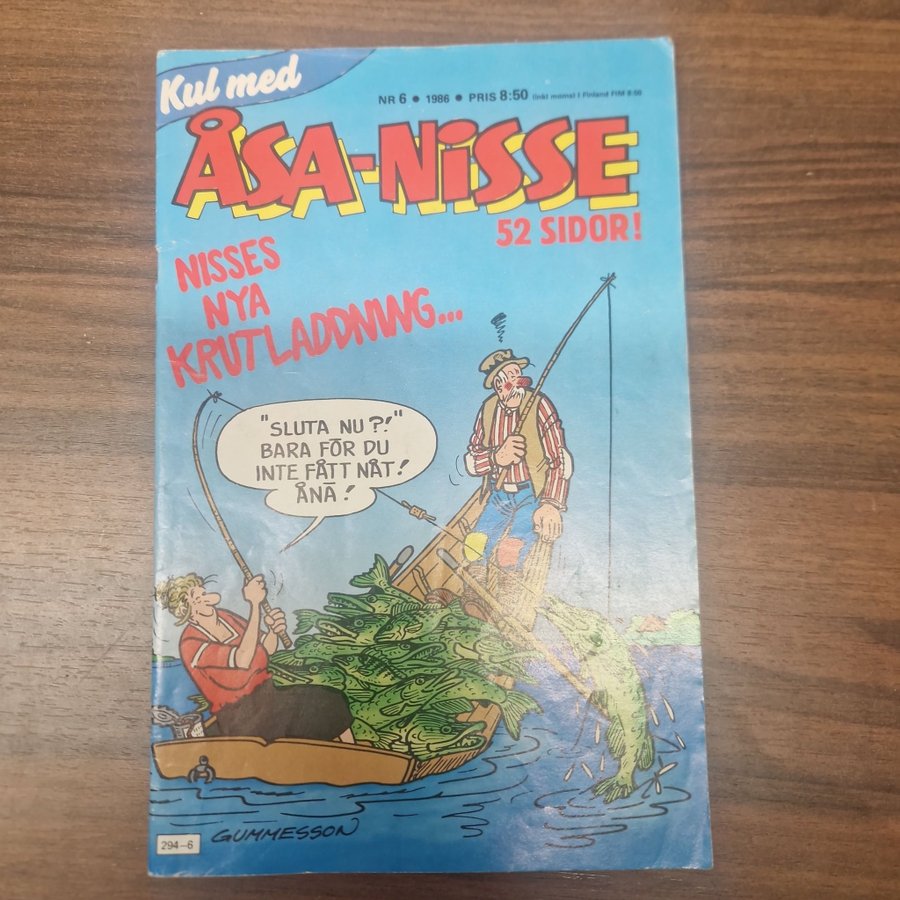 Kul med
NR 6 • 1986 • PRIS 8:50 (inkl moms) I Finland FIM 8:50
ÅSA-NISSE
52 SIDOR!
NISSES
NYA
KRUTLADDNING...
"SLUTA NU?!"
BARA FÖR DU
INTE FÅTT NÅT!
ÅNÄ!
GUMMESSON
294-6